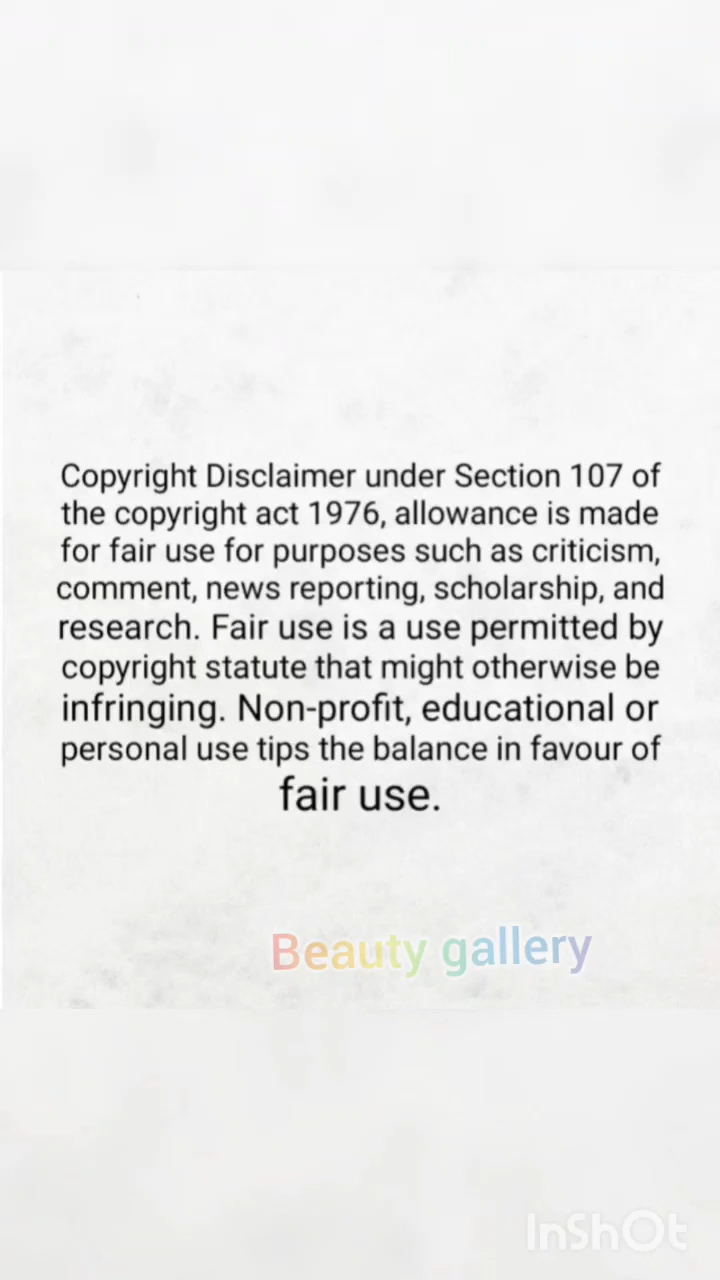 Copyright Disclaimer under Section 107 of
the copyright act 1976, allowance is made
for fair use for purposes such as criticism,
comment, news reporting, scholarship, and
research. Fair use is a use permitted by
copyright statute that might otherwise be
infringing. Non-profit, educational or
personal use tips the balance in favour of
fair use.
Beauty gallery
InShOt